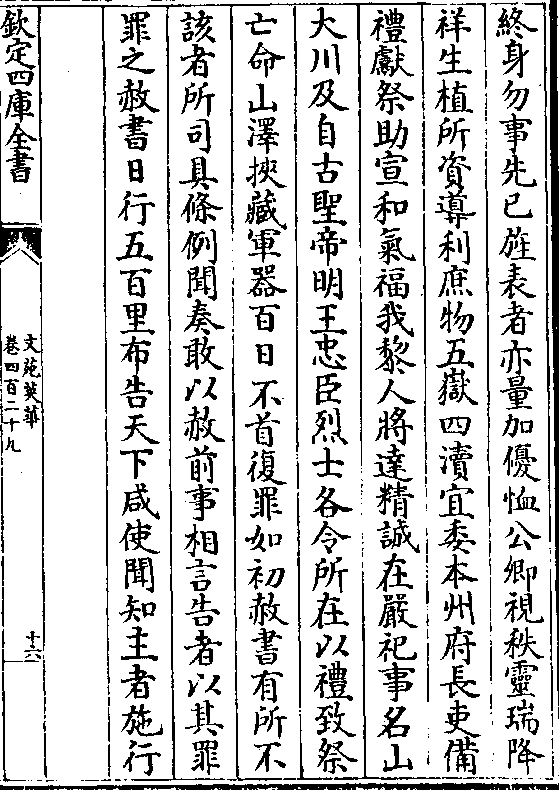 終身勿事先已旌表者亦量加優恤公卿視秩靈瑞降
祥生植所資導利庶物五嶽四瀆宜委本州府長吏備
禮獻祭助宣和氣福我黎人將達精誠在嚴祀事名山
大川及自古聖帝明王忠臣烈士各令所在以禮致祭
亡命山澤挾藏軍器百日不首復罪如初赦書有所不
該者所司具條例聞奏敢以赦前事相言告者以其罪
罪之赦書日行五百里布告天下咸使聞知主者施行
欽定四庫全書
文苑英華
卷四百二十九
十六